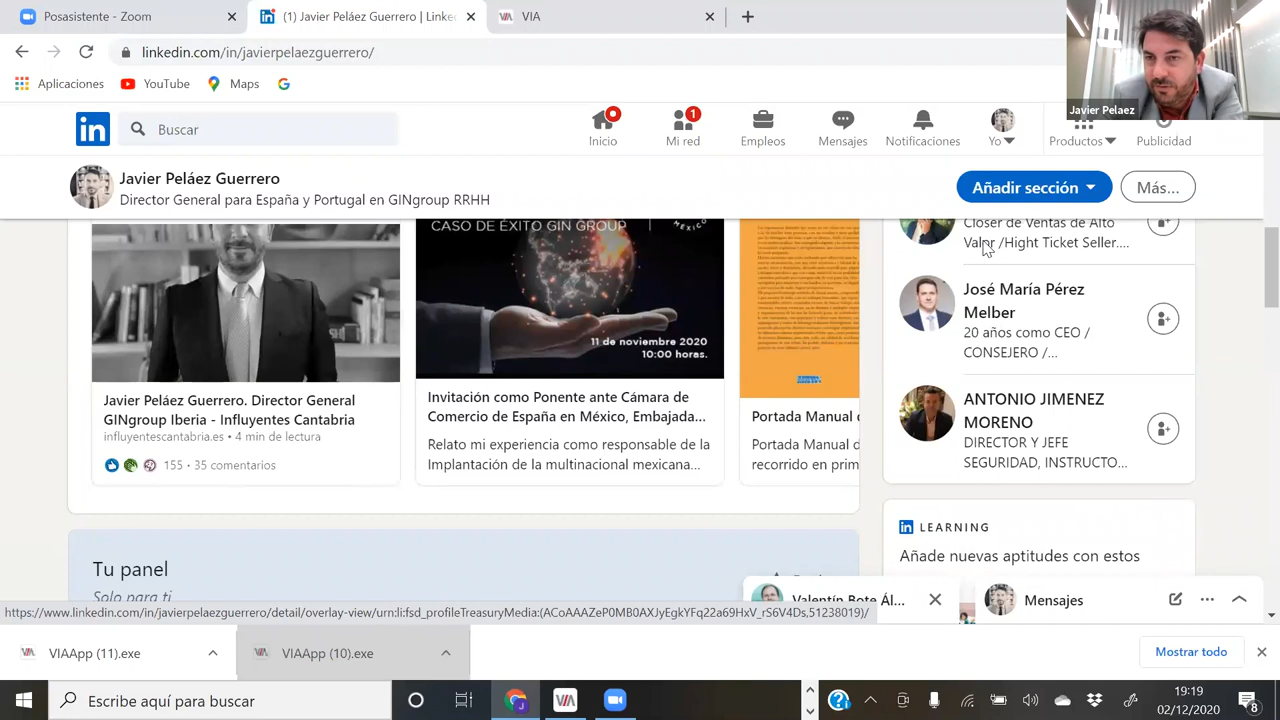 Posasistente - Zoom
(1) Javier Peláez Guerrero | Linke
VIA
linkedin.com/in/javierpelaezguerrero/
Aplicaciones
YouTube
Maps
Javier Pelaez
Buscar
Inicio
Mi red
1
Empleos
Mensajes
Notificaciones
Yo
Productos
Publicidad
Javier Peláez Guerrero
Director General para España y Portugal en GINgroup RRHH
Añadir sección
Más...
CASO DE ÉXITO GIN GROUP
MÉXICO
11 de noviembre 2020
10:00 horas.
Javier Peláez Guerrero. Director General
GINgroup Iberia - Influyentes Cantabria
influyentescantabria.es • 4 min de lectura
155 • 35 comentarios
Invitación como Ponente ante Cámara de
Comercio de España en México, Embajada...
Relato mi experiencia como responsable de la
Implantación de la multinacional mexicana...
Portada Manual d
Portada Manual d
recorrido en prim
Closer de Ventas de Alto
Valor /Hight Ticket Seller....
José María Pérez
Melber
20 años como CEO /
CONSEJERO /...
ANTONIO JIMENEZ
MORENO
DIRECTOR Y JEFE
SEGURIDAD, INSTRUCTO...
in LEARNING
Añade nuevas aptitudes con estos
Tu panel
Solo para ti
Valentín Bote Ál...
Mensajes
https://www.linkedin.com/in/javierpelaezguerrero/detail/overlay-view/urn:li:fsd_profileTreasuryMedia:(ACoAAAZeP0MB0AXJyEgkYFq22a69HxV_rS6V4Ds,51238019)/
VIAApp (11).exe
VIAApp (10).exe
Mostrar todo
Escribe aquí para buscar
VIA
19:19
02/12/2020
8